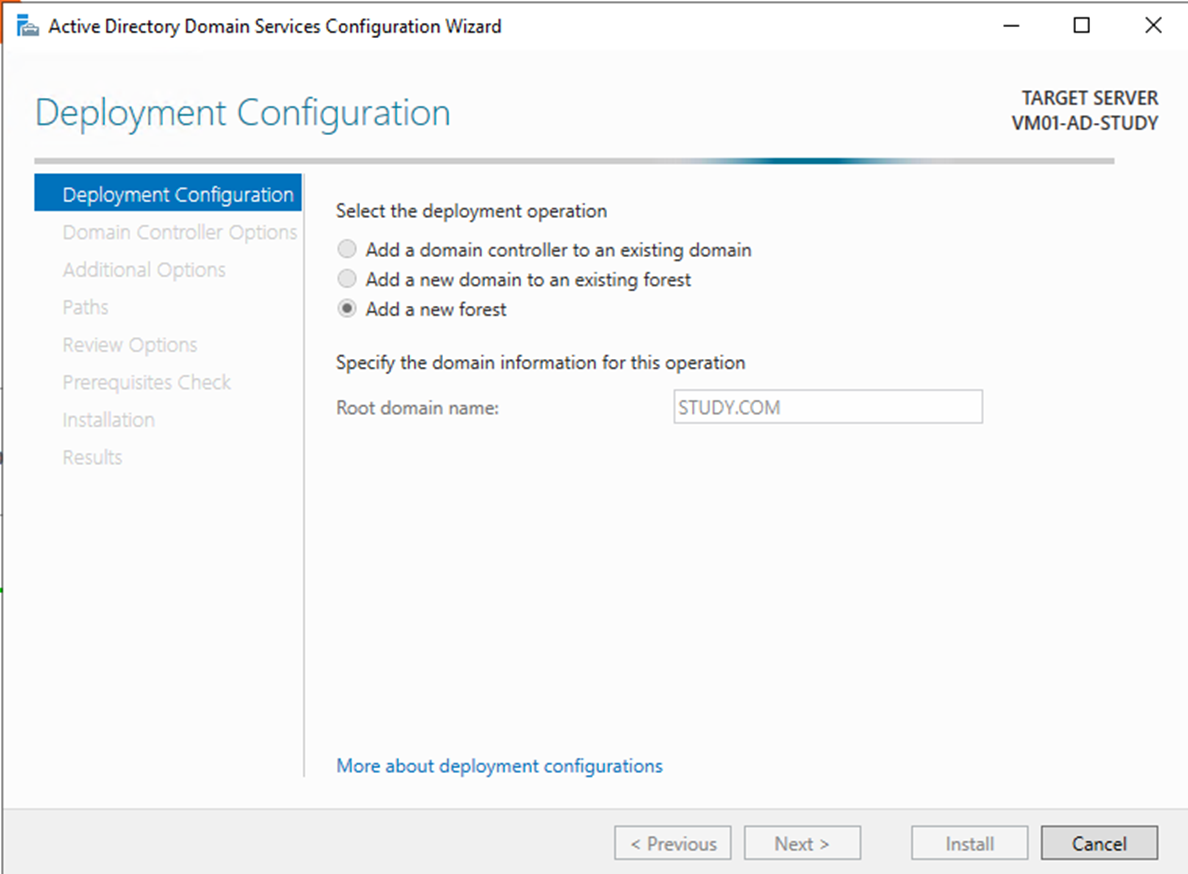 Active Directory Domain Services Configuration Wizard
Deployment Configuration
TARGET SERVER
VM01-AD-STUDY
Deployment Configuration
Domain Controller Options
Additional Options
Paths
Review Options
Prerequisites Check
Installation
Results
Select the deployment operation
Add a domain controller to an existing domain
Add a new domain to an existing forest
Add a new forest
Specify the domain information for this operation
Root domain name: STUDY.COM
More about deployment configurations
< Previous Next > Install Cancel